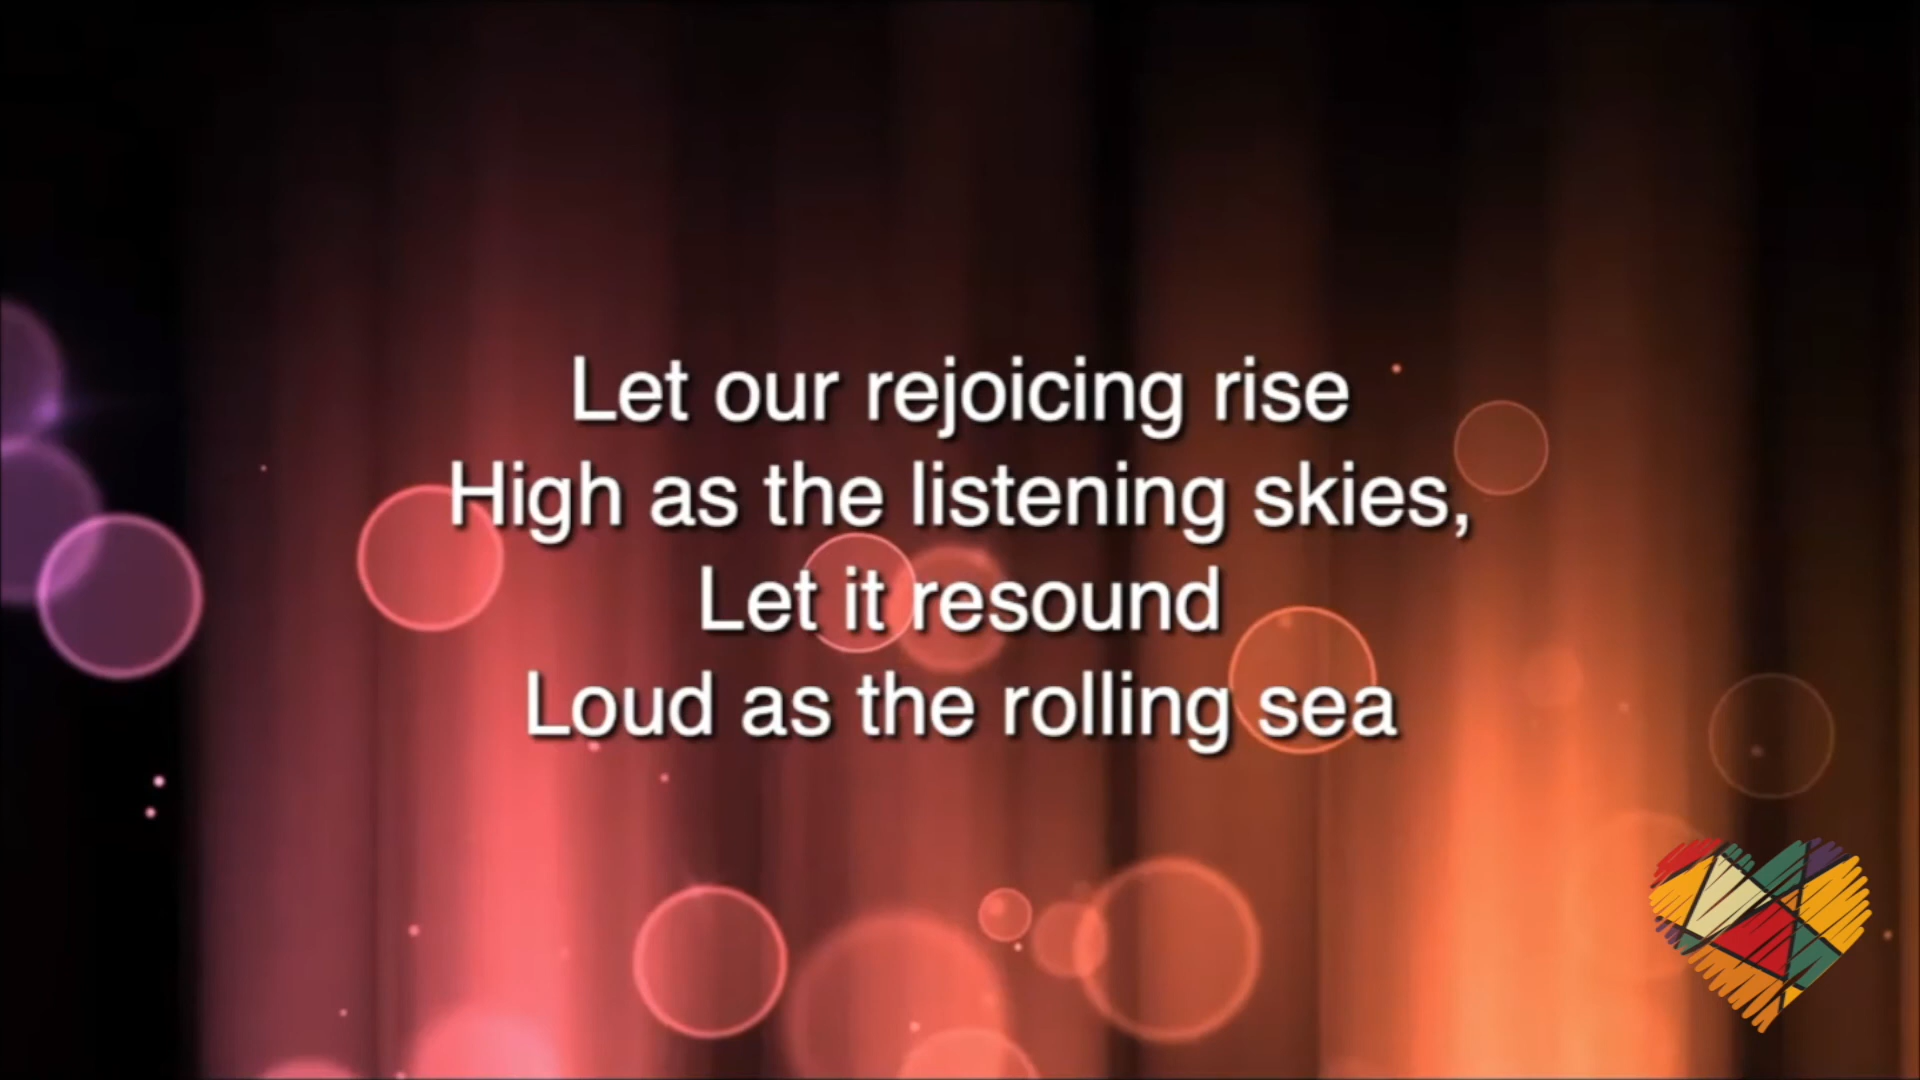 Let our rejoicing rise
High as the listening skies,
Let it resound
Loud as the rolling sea